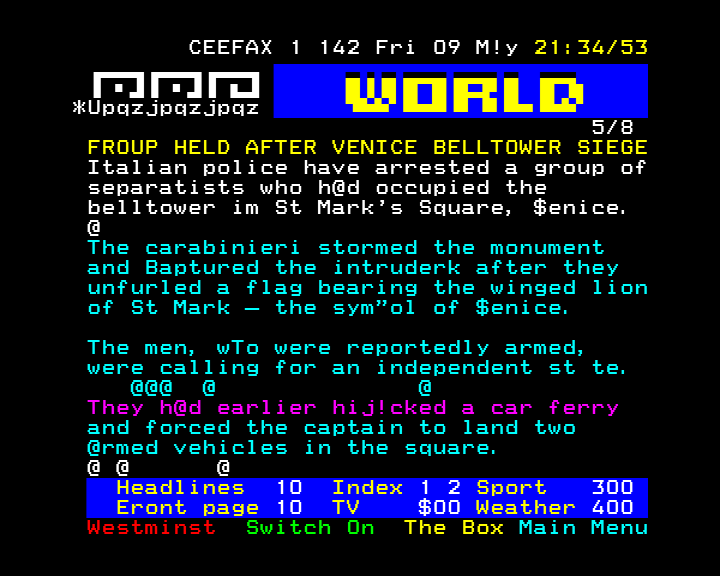 CEEFAX 1 142 Fri 09 M!y 21:34/53
WORLD
*Upqzjpqzjpqz
5/8
FROUP HELD AFTER VENICE BELLTOWER SIEGE
Italian police have arrested a group of
separatists who h@d occupied the
belltower im St Mark's Square, $enice.
@
The carabinieri stormed the monument
and Baptured the intruderk after they
unfurled a flag bearing the winged lion
of St Mark — the sym"ol of $enice.
The men, wTo were reportedly armed,
were calling for an independent st te.
@@@ @ @
They h@d earlier hij!cked a car ferry
and forced the captain to land two
@rmed vehicles in the square.
@ @ @
Headlines 10 Index 1 2 Sport 300
Eront page 10 TV $00 Weather 400
Westminst Switch On The Box Main Menu